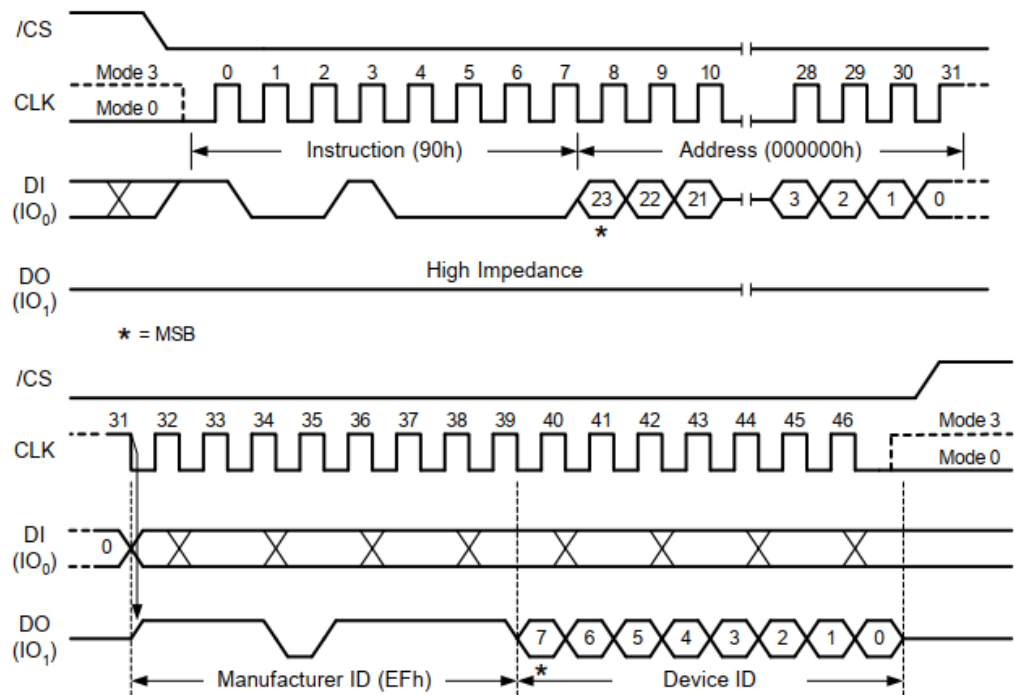 /CS
Mode 3 0 1 2 3 4 5 6 7 8 9 10 28 29 30 31
CLK
Mode 0
Instruction (90h) Address (000000h)
DI
(IO0) 23 22 21 3 2 1 0
*
DO High Impedance
(IO1)
* = MSB
/CS
31 32 33 34 35 36 37 38 39 40 41 42 43 44 45 46 Mode 3
CLK
Mode 0
DI
(IO0) 0
DO
(IO1) 7 6 5 4 3 2 1 0
*
Manufacturer ID (EFh) Device ID